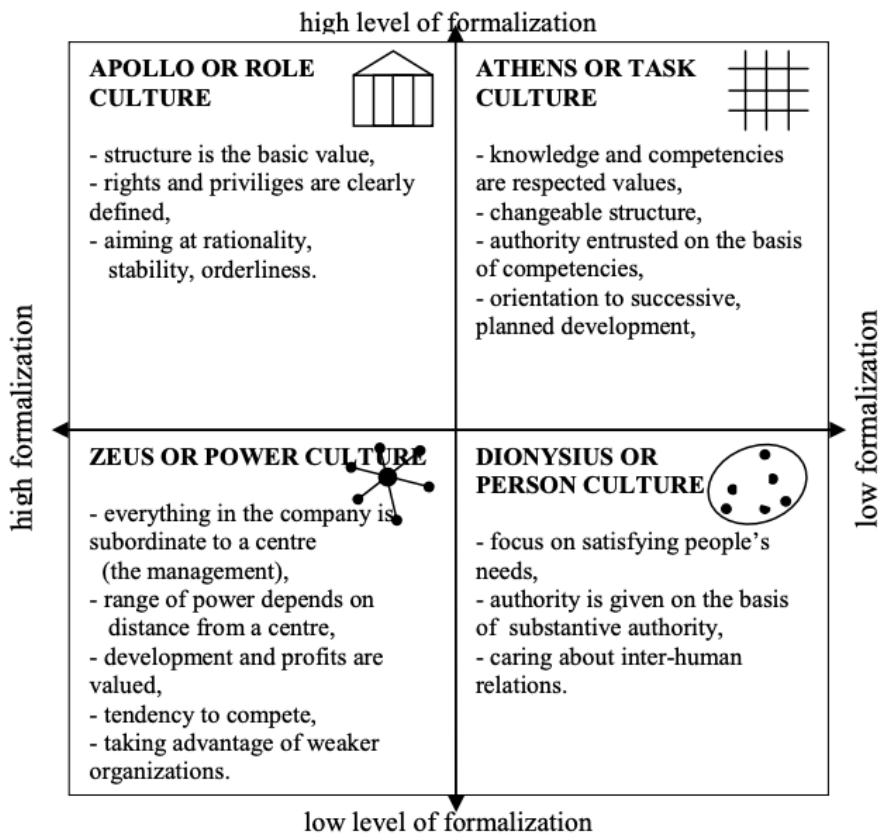 high level of formalization
APOLLO OR ROLE
CULTURE
- structure is the basic value,
- rights and priviliges are clearly
defined,
- aiming at rationality,
stability, orderliness.
ATHENS OR TASK
CULTURE
- knowledge and competencies
are respected values,
- changeable structure,
- authority entrusted on the basis
of competencies,
- orientation to successive,
planned development,
high formalization
low formalization
ZEUS OR POWER CULTURE
- everything in the company is
subordinate to a centre
(the management),
- range of power depends on
distance from a centre,
- development and profits are
valued,
- tendency to compete,
- taking advantage of weaker
organizations.
DIONYSIUS OR
PERSON CULTURE
- focus on satisfying people's
needs,
- authority is given on the basis
of substantive authority,
- caring about inter-human
relations.
low level of formalization